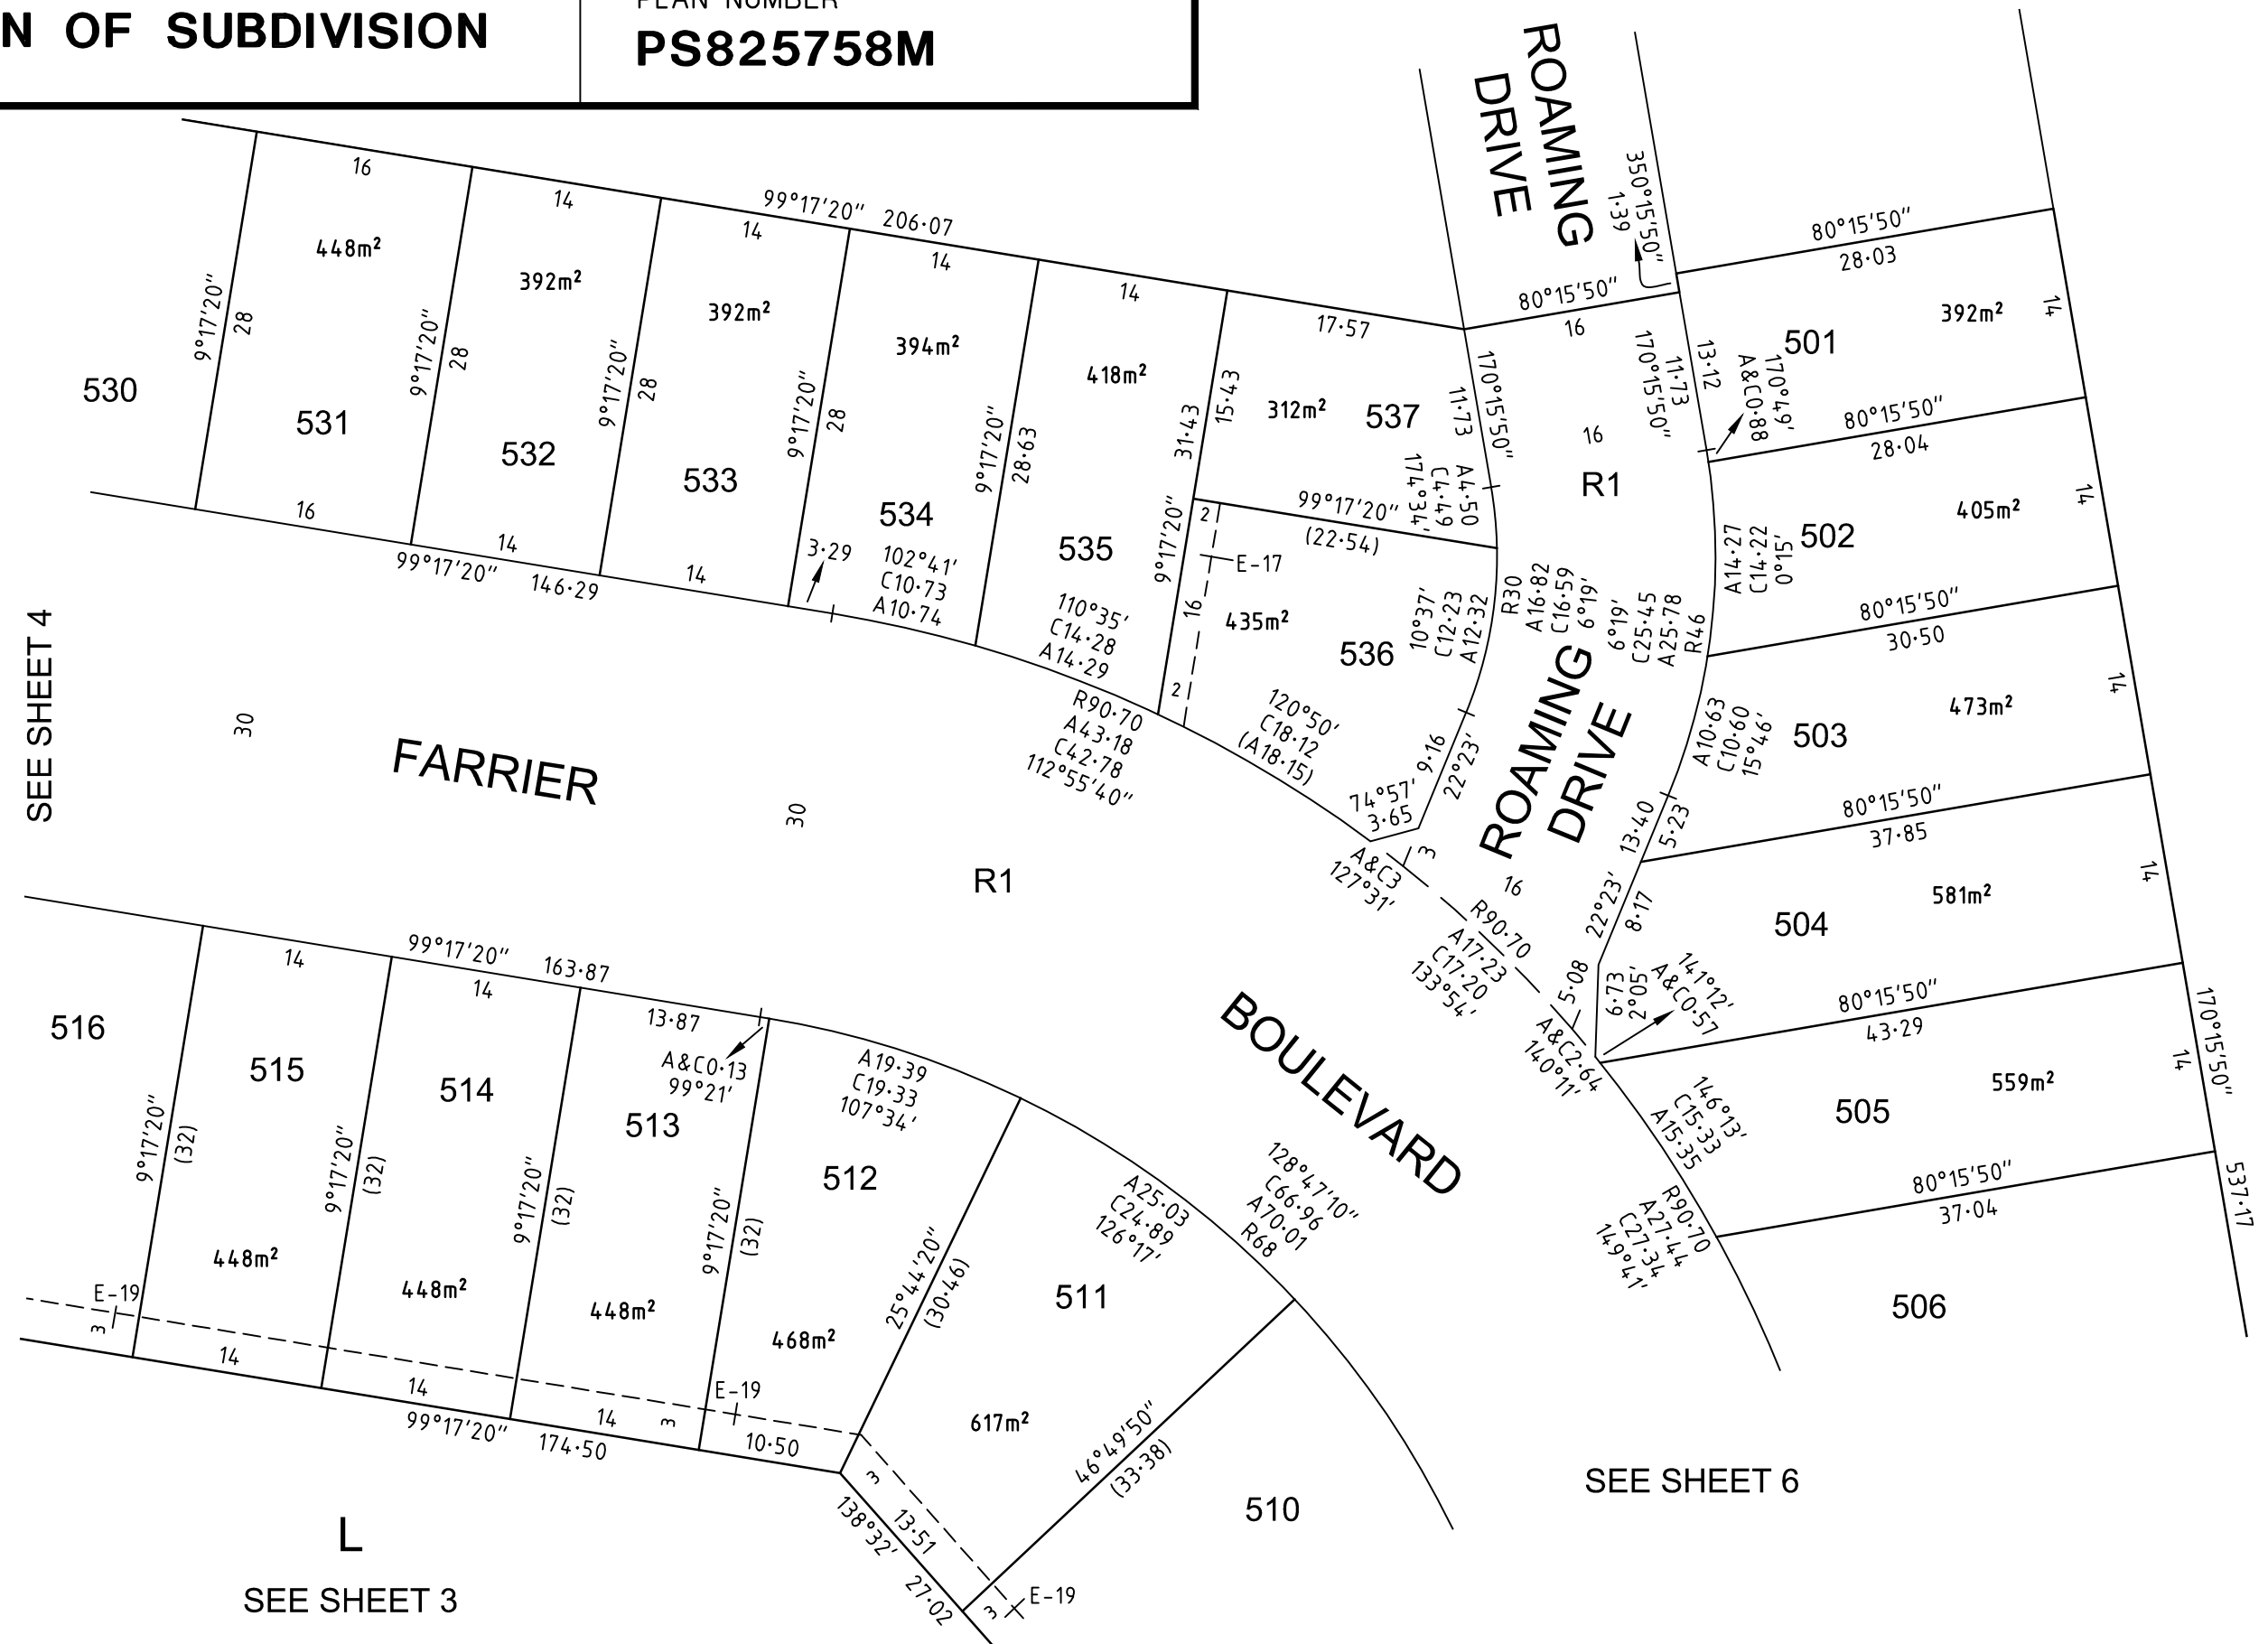 N OF SUBDIVISION
PLAN NUMBER
PS825758M
ROAMING
DRIVE
350°15'50"
1·39
80°15'50"
28·03
16
448m²
9°17'20"
28
531
16
530
14
392m²
9°17'20"
28
532
14
99°17'20" 206·07
14
392m²
9°17'20"
28
533
14
14
394m²
9°17'20"
28
534
3·29
102°41'
C10·73
A10·74
14
418m²
9°17'20"
28·63
535
110°35'
C14·28
A14·29
99°17'20" 146·29
17·57
31·43
15·43
312m²
537
170°15'50"
11·73
A4·50
C4·49
174°34'
99°17'20"
(22·54)
9°17'20"
2
E-17
16
435m²
536
2
10°37'
C12·23
A12·32
120°50'
C18·12
(A18·15)
9·16
22°23'
74°57'
3·65
80°15'50"
16
170°15'50"
11·73
13·12
170°49'
A&C0·88
16
R1
392m²
501
14
80°15'50"
28·04
405m²
502
14
A14·27
C14·22
0°15'
R30
A16·82
C16·59
6°19'
6°19'
C25·45
A25·78
R46
80°15'50"
30·50
473m²
503
14
A10·63
C10·60
15°46'
ROAMING
DRIVE
13·40
5·23
80°15'50"
37·85
581m²
504
14
22°23'
8·17
16
SEE SHEET 4
30
FARRIER
30
R1
R90·70
A43·18
C42·78
112°55'40"
A&C3
127°31'
3
R90·70
A17·23
C17·20
133°54'
5·08
6·73
2°05'
141°12'
A&C0·57
A&C2·64
140°11'
80°15'50"
43·29
559m²
505
14
170°15'50"
537·17
146°13'
C15·33
A15·35
80°15'50"
37·04
R90·70
A27·44
C27·34
149°41'
506
BOULEVARD
99°17'20" 163·87
14
14
13·87
A&C0·13
99°21'
A19·39
C19·33
107°34'
516
515
514
513
512
9°17'20"
(32)
9°17'20"
(32)
9°17'20"
(32)
9°17'20"
(32)
448m²
448m²
448m²
468m²
25°44'20"
(30·46)
A25·03
C24·89
126°17'
128°47'10"
C66·96
A70·01
R68
511
617m²
46°49'50"
(33·38)
510
E-19
3
14
14
14
3
E-19
10·50
99°17'20" 174·50
3
13·51
138°32' 27·02
3
E-19
L
SEE SHEET 3
SEE SHEET 6